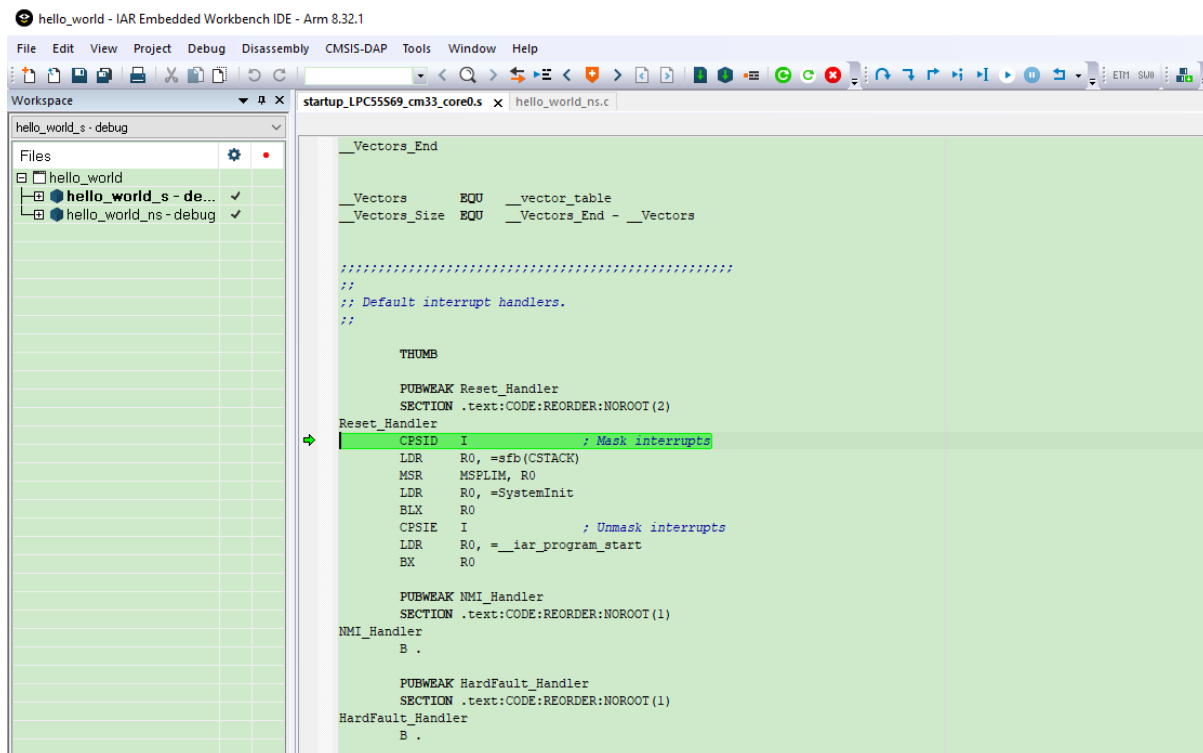 hello_world - IAR Embedded Workbench IDE - Arm 8.32.1
File Edit View Project Debug Disassembly CMSIS-DAP Tools Window Help
ETM SWO
Workspace
startup_LPC55S69_cm33_core0.s x hello_world_ns.c
hello_world_s - debug
Files
hello_world
hello_world_s - de...
hello_world_ns - debug
__Vectors_End
__Vectors EQU __vector_table
__Vectors_Size EQU __Vectors_End - __Vectors
;;;;;;;;;;;;;;;;;;;;;;;;;;;;;;;;;;;;;;;;;;;;;;;;;;;;
;;
;; Default interrupt handlers.
;;
THUMB
PUBWEAK Reset_Handler
SECTION .text:CODE:REORDER:NOROOT(2)
Reset_Handler
CPSID I ; Mask interrupts
LDR R0, =sfb(CSTACK)
MSR MSPLIM, R0
LDR R0, =SystemInit
BLX R0
CPSIE I ; Unmask interrupts
LDR R0, =__iar_program_start
BX R0
PUBWEAK NMI_Handler
SECTION .text:CODE:REORDER:NOROOT(1)
NMI_Handler
B .
PUBWEAK HardFault_Handler
SECTION .text:CODE:REORDER:NOROOT(1)
HardFault_Handler
B .